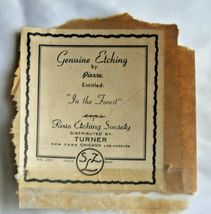 Genuine Etching
by
Pierre
Entitled:
"In the Forest"
Paris Etching Society
DISTRIBUTED BY
TURNER
NEW YORK CHICAGO LOS ANGELES